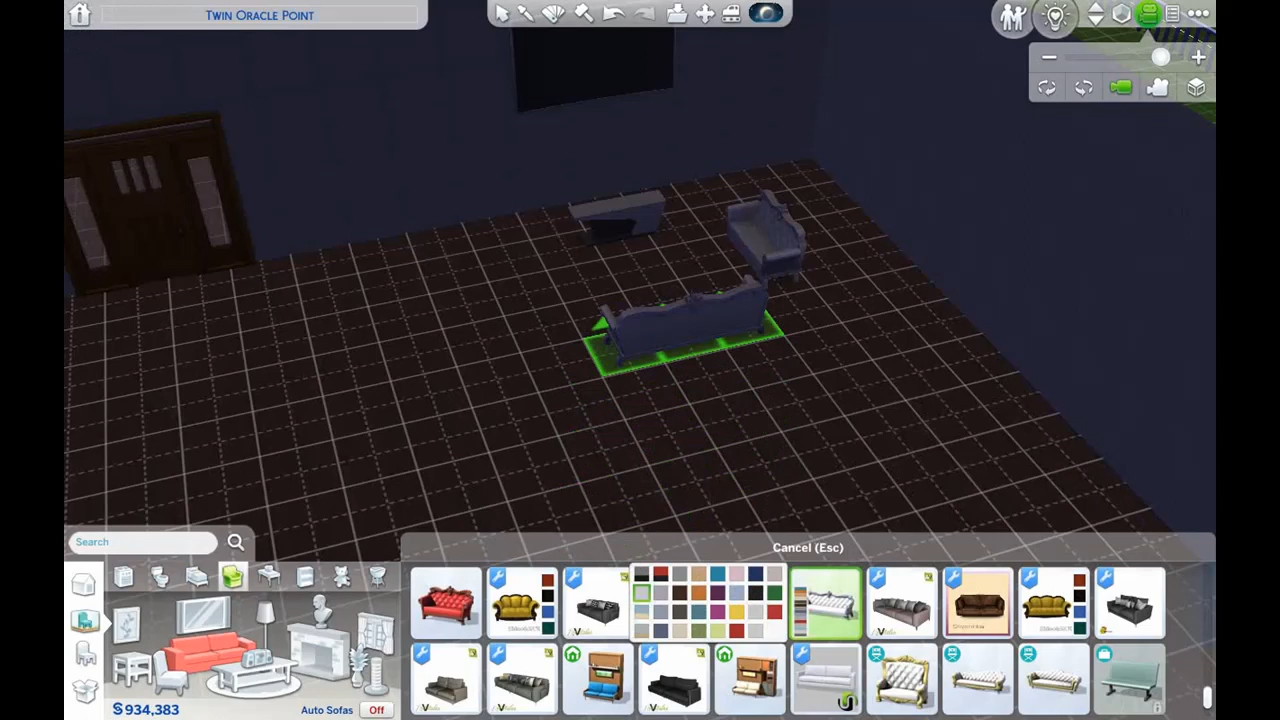 TWIN ORACLE POINT
Search
Cancel (Esc)
$934,383
Auto Sofas
Off